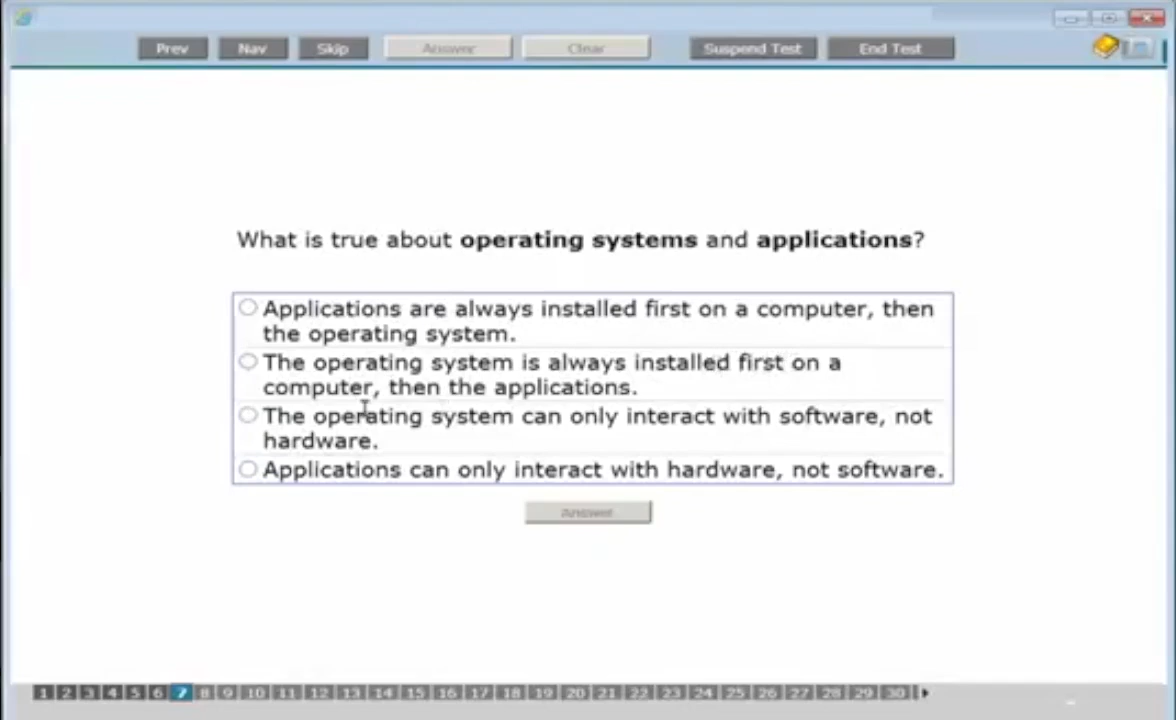 Prev Nav Skip Answer Clear Suspend Test End Test
What is true about operating systems and applications?
Applications are always installed first on a computer, then
the operating system.
The operating system is always installed first on a
computer, then the applications.
The operating system can only interact with software, not
hardware.
Applications can only interact with hardware, not software.
Answer
1 2 3 4 5 6 7 8 9 10 11 12 13 14 15 16 17 18 19 20 21 22 23 24 25 26 27 28 29 30